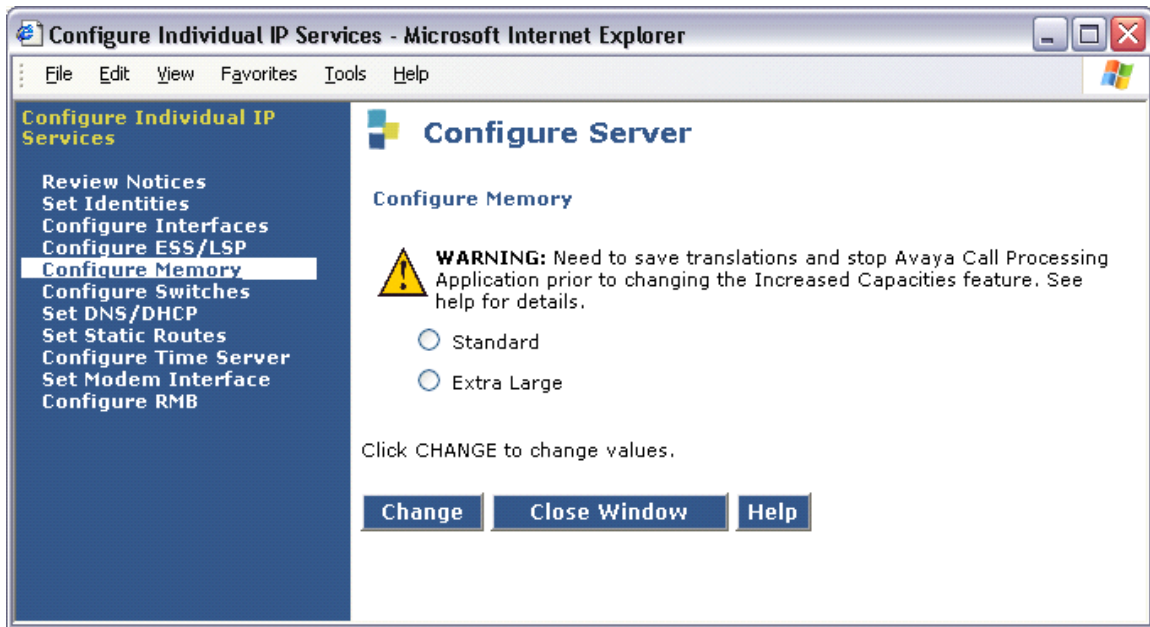 Configure Individual IP Services - Microsoft Internet Explorer
File Edit View Favorites Tools Help
Configure Individual IP
Services
Review Notices
Set Identities
Configure Interfaces
Configure ESS/LSP
Configure Memory
Configure Switches
Set DNS/DHCP
Set Static Routes
Configure Time Server
Set Modem Interface
Configure RMB
Configure Server
Configure Memory
WARNING: Need to save translations and stop Avaya Call Processing
Application prior to changing the Increased Capacities feature. See
help for details.
Standard
Extra Large
Click CHANGE to change values.
Change Close Window Help